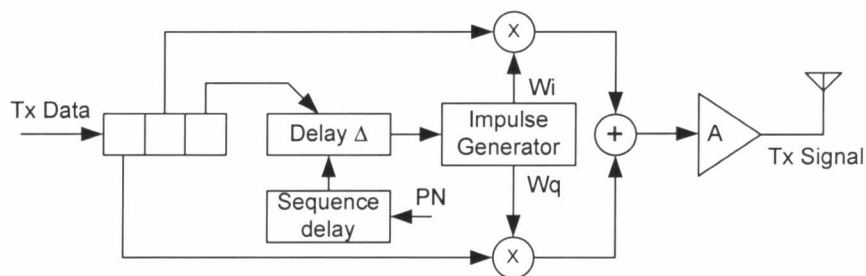 X
Wi
Tx Data
Delay Δ
Impulse
Generator
+
A
Tx Signal
Sequence
delay
PN
Wq
X